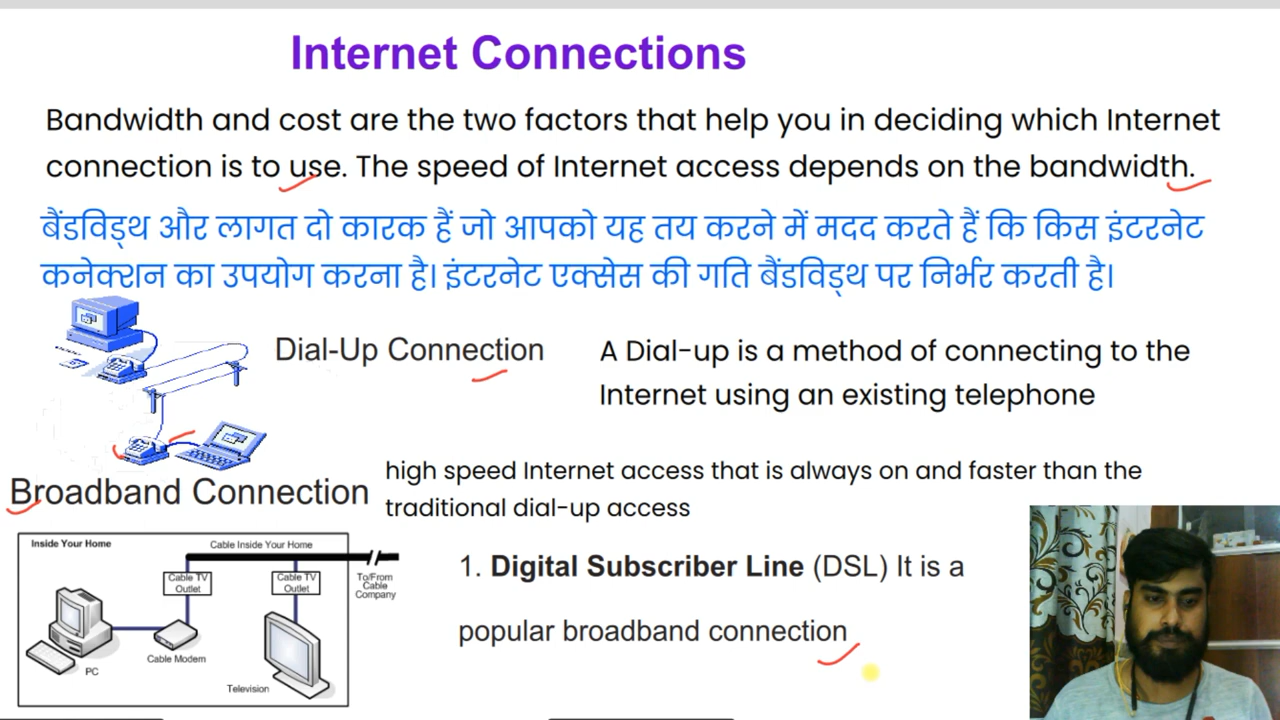 Internet Connections
Bandwidth and cost are the two factors that help you in deciding which Internet
connection is to use. The speed of Internet access depends on the bandwidth.
बैंडविड्थ और लागत दो कारक हैं जो आपको यह तय करने में मदद करते हैं कि किस इंटरनेट
कनेक्शन का उपयोग करना है। इंटरनेट एक्सेस की गति बैंडविड्थ पर निर्भर करती है।
Dial-Up Connection
A Dial-up is a method of connecting to the
Internet using an existing telephone
Broadband Connection
high speed Internet access that is always on and faster than the
traditional dial-up access
Inside Your Home
Cable Inside Your Home
Cable TV
Outlet
Cable TV
Outlet
To/From
Cable
Company
PC
Cable Modem
Television
1. Digital Subscriber Line (DSL) It is a
popular broadband connection